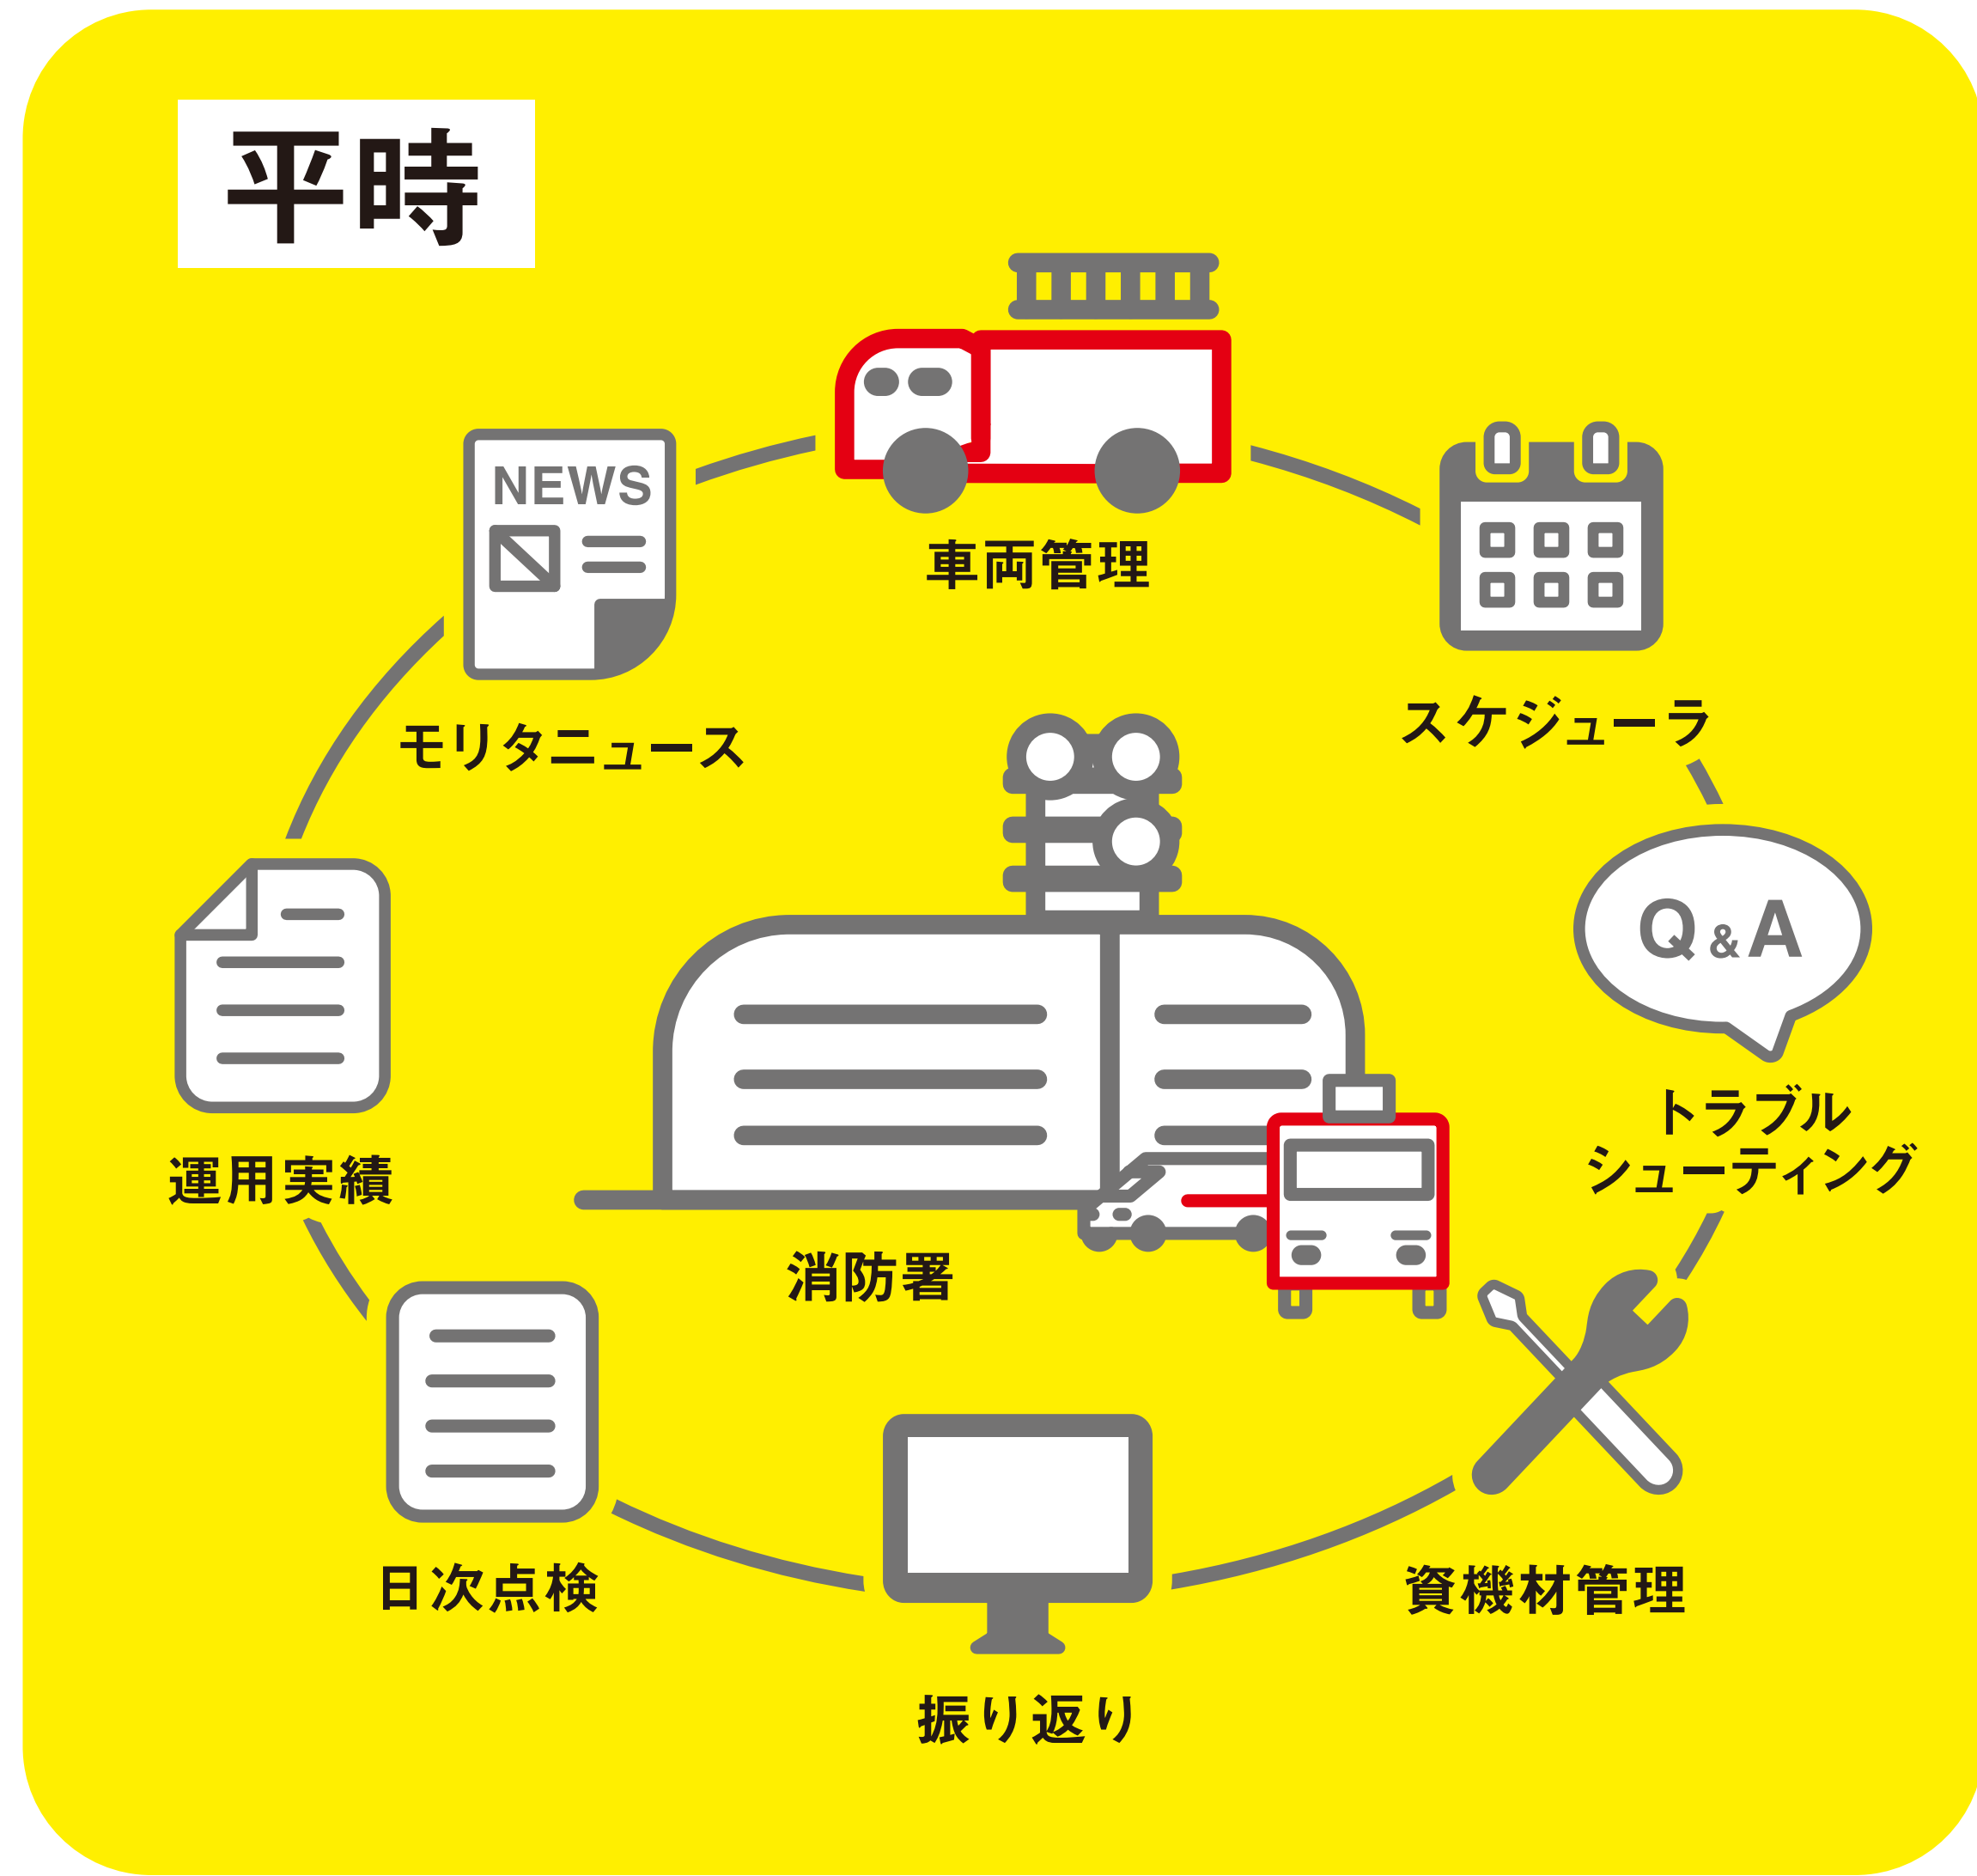 平時
車両管理
NEWS
モリタニュース
スケジューラ
Q&A
トラブル
シューティング
運用実績
消防署
日次点検
資機材管理
振り返り